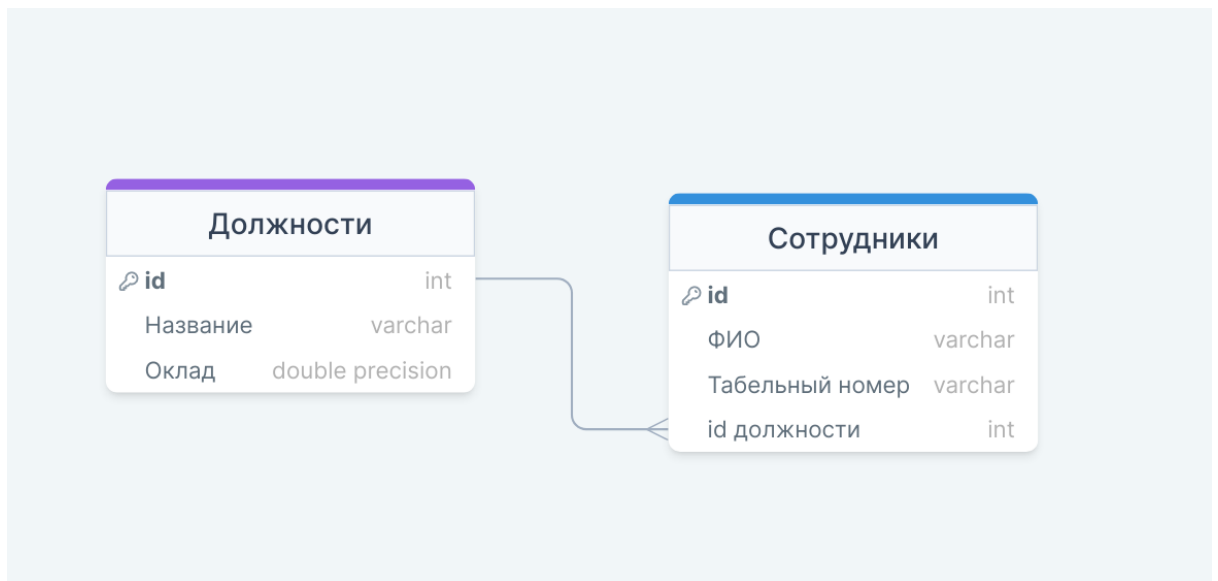 Должности
id int
Название varchar
Оклад double precision
Сотрудники
id int
ФИО varchar
Табельный номер varchar
id должности int